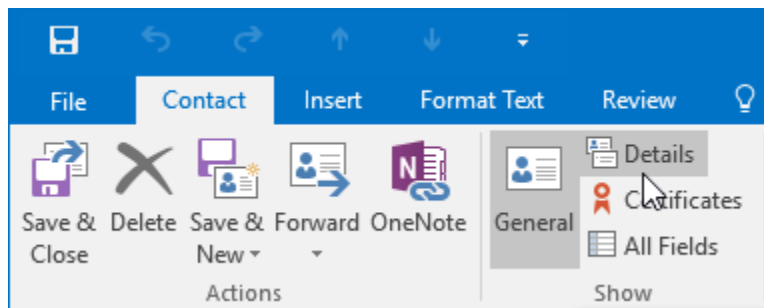 File Contact Insert Format Text Review
Save & Close
Delete
Save & New
Forward
OneNote
General
Details
Certificates
All Fields
Actions
Show